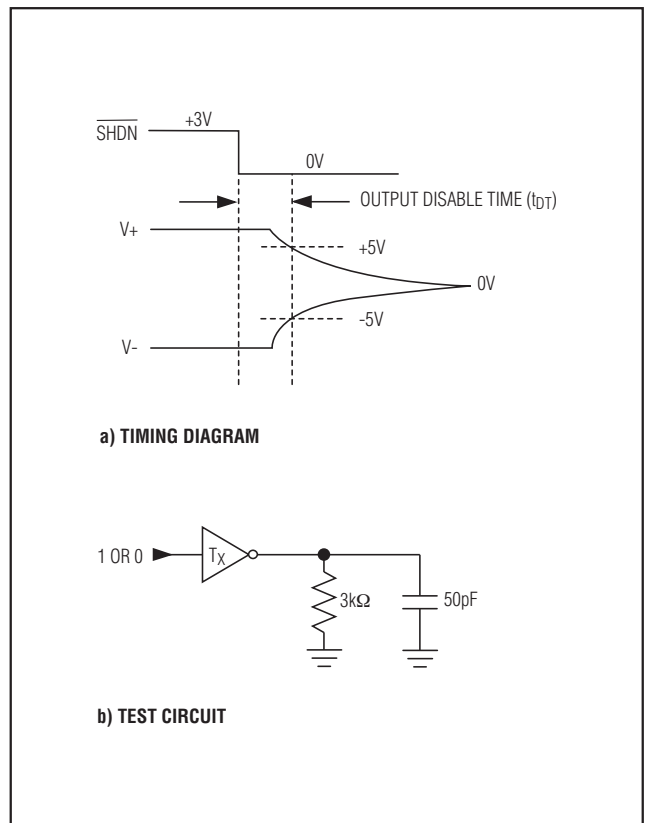 +3V
S̅H̅D̅N̅
0V
OUTPUT DISABLE TIME (tDT)
V+
+5V
0V
-5V
V-
a) TIMING DIAGRAM
1 OR 0
TX
3kΩ
50pF
b) TEST CIRCUIT